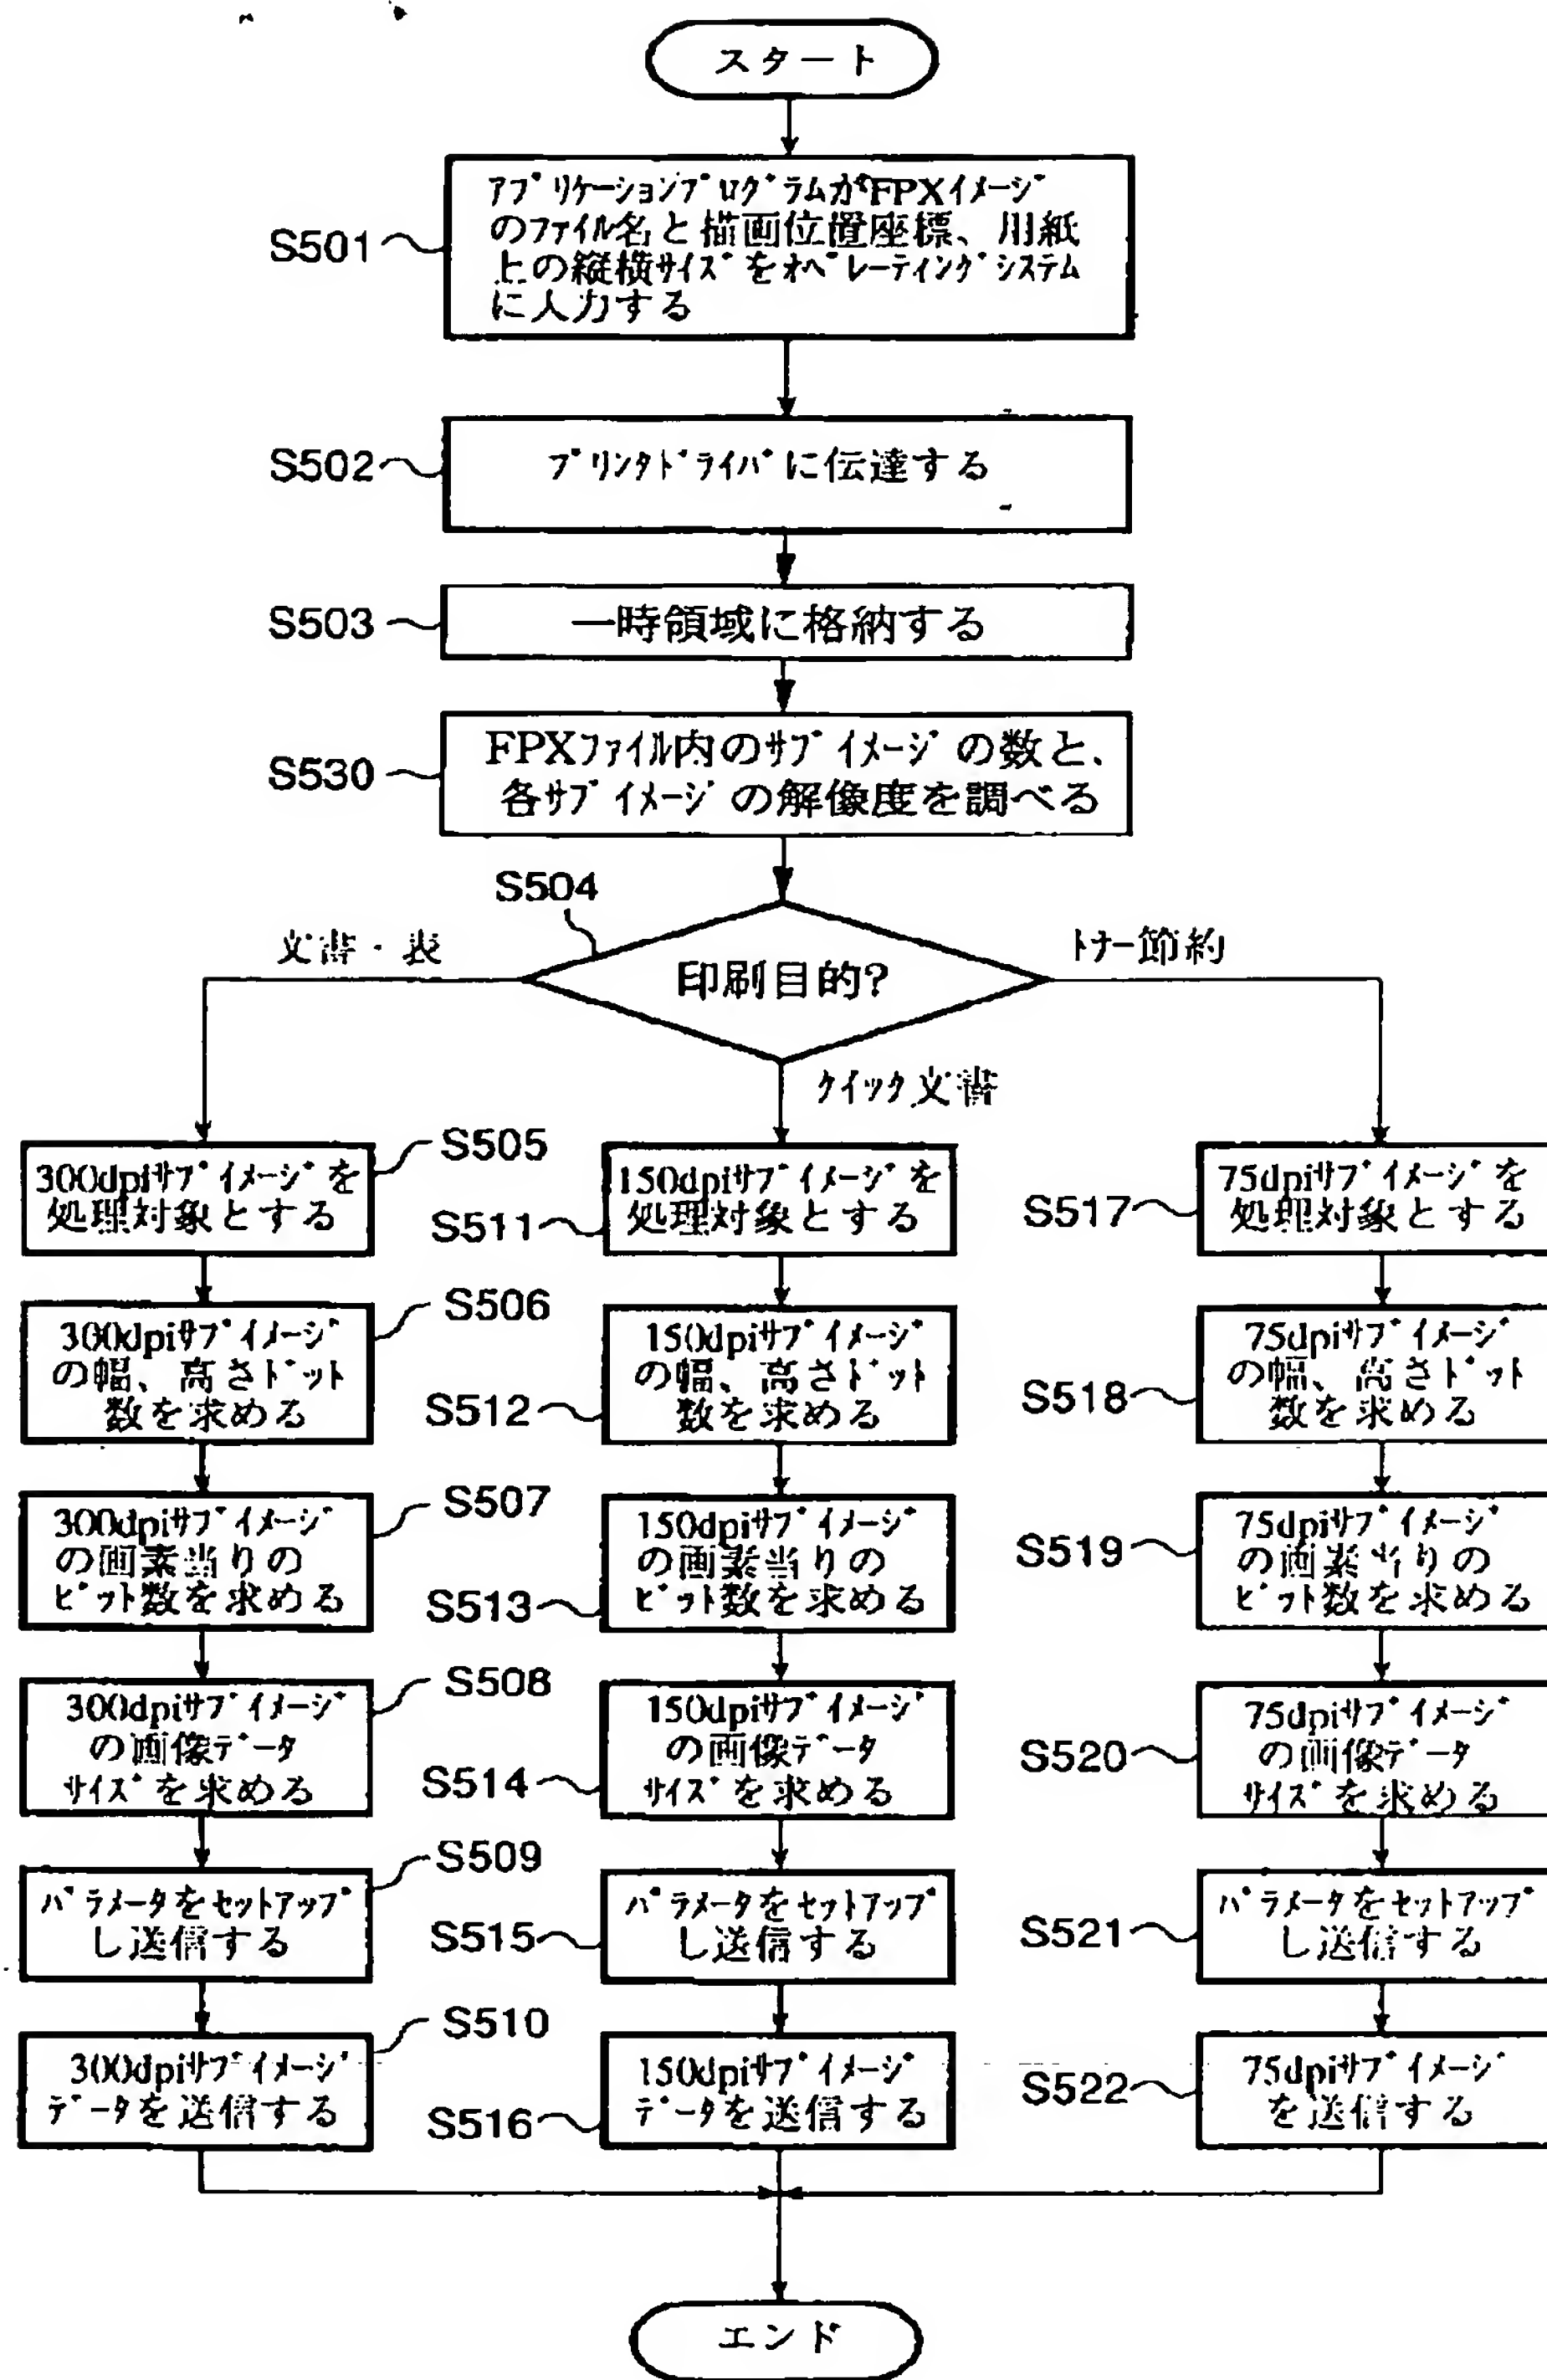 スタート
S501
アプリケーションプログラムがFPXイメージ
のファイル名と描画位置座標、用紙
上の縦横サイズをオペレーティングシステム
に入力する
S502
プリンタドライバに伝達する
S503
一時領域に格納する
S530
FPXファイル内のサブイメージの数と、
各サブイメージの解像度を調べる
S504
印刷目的?
文書・表
クイック文書
トナー節約
S505
300dpiサブイメージを
処理対象とする
S506
300dpiサブイメージ
の幅、高さドット
数を求める
S507
300dpiサブイメージ
の画素当りの
ビット数を求める
S508
300dpiサブイメージ
の画像データ
サイズを求める
S509
パラメータをセットアップ
し送信する
S510
300dpiサブイメージ
データを送信する
S511
150dpiサブイメージを
処理対象とする
S512
150dpiサブイメージ
の幅、高さドット
数を求める
S513
150dpiサブイメージ
の画素当りの
ビット数を求める
S514
150dpiサブイメージ
の画像データ
サイズを求める
S515
パラメータをセットアップ
し送信する
S516
150dpiサブイメージ
データを送信する
S517
75dpiサブイメージを
処理対象とする
S518
75dpiサブイメージ
の幅、高さドット
数を求める
S519
75dpiサブイメージ
の画素当りの
ビット数を求める
S520
75dpiサブイメージ
の画像データ
サイズを求める
S521
パラメータをセットアップ
し送信する
S522
75dpiサブイメージ
を送信する
エンド